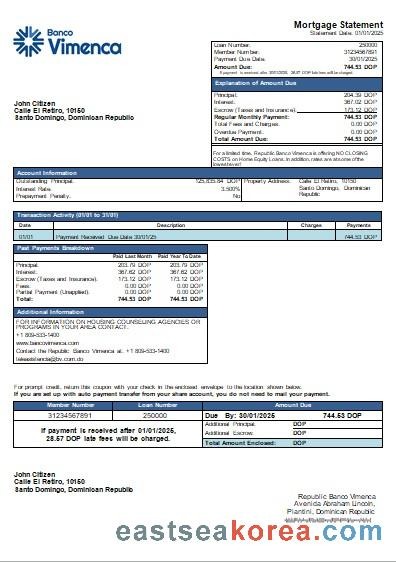 Banco
Vimenca
Mortgage Statement
Statement Date: 01/01/2025
Loan Number: 250000
Member Number: 31234567891
Payment Due Date: 30/01/2025
Amount Due: 744.53 DOP
If payment is received after 30/01/2025, 28.57 DOP late fees will be charged.
Explanation of Amount Due
Principal: 204.39 DOP
Interest: 367.02 DOP
Escrow (Taxes and Insurance): 173.12 DOP
Regular Monthly Payment: 744.53 DOP
Total Fees and Charges: 0.00 DOP
Overdue Payment: 0.00 DOP
Total Amount Due: 744.53 DOP
John Citizen
Calle El Retiro, 10150
Santo Domingo, Dominican Republic
For a limited time, Republic Banco Vimenca is offering NO CLOSING
COSTS on Home Equity Loans. In addition, rates are at some of the
lowest ever!
Account Information
Outstanding Principal: 125,835.84 DOP
Interest Rate: 3.500%
Prepayment Penalty: No
Property Address: Calle El Retiro, 10150
Santo Domingo, Dominican
Republic
Transaction Activity (01/01 to 31/01)
Date Description Charges Payments
01/01 Payment Received Due Date 30/01/25 744.53 DOP
Past Payments Breakdown
Paid Last Month Paid Year To Date
Principal: 203.79 DOP 203.79 DOP
Interest: 367.62 DOP 367.62 DOP
Escrow (Taxes and Insurance): 173.12 DOP 173.12 DOP
Fees: 0.00 DOP 0.00 DOP
Partial Payment (Unapplied): 0.00 DOP 0.00 DOP
Total: 744.53 DOP 744.53 DOP
Additional Information
FOR INFORMATION ON HOUSING COUNSELING AGENCIES OR
PROGRAMS IN YOUR AREA CONTACT.
+1 809-533-1400
www.bancovimenca.com
Contact the Republic Banco Vimenca at: +1 809-533-1400
For prompt credit, return this coupon with your check in the enclosed envelope to the location shown below.
If you are set up with auto payment transfer from your share account, you do not need to mail your payment.
Member Number Loan Number Amount Due
31234567891 250000 Due By: 30/01/2025 744.53 DOP
If payment is received after 01/01/2025,
28.57 DOP late fees will be charged.
Additional Principal: DOP
Additional Escrow: DOP
Total Amount Enclosed: DOP
John Citizen
Calle El Retiro, 10150
Santo Domingo, Dominican Republic
Republic Banco Vimenca
Avenida Abraham Lincoln,
Piantini, Dominican Republic
eastseakorea.com